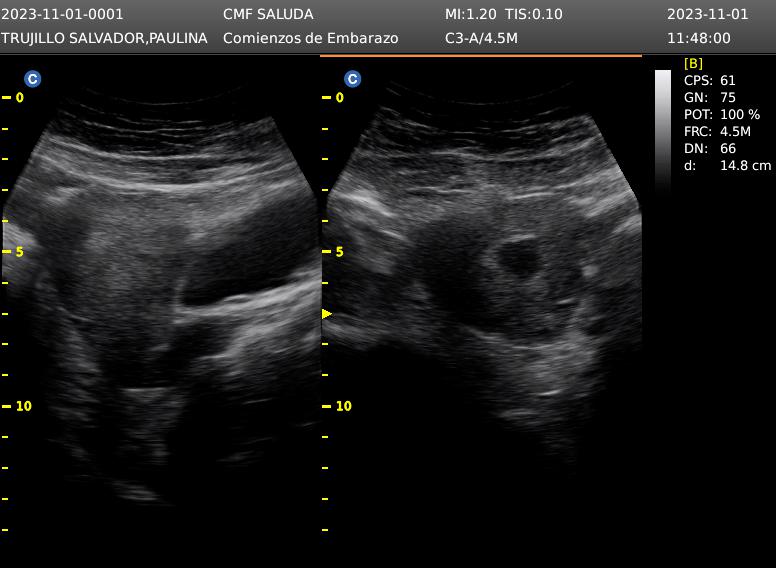 2023-11-01-0001 CMF SALUDA MI:1.20 TIS:0.10 2023-11-01
TRUJILLO SALVADOR,PAULINA Comienzos de Embarazo C3-A/4.5M 11:48:00
[B]
CPS: 61
GN: 75
POT: 100 %
FRC: 4.5M
DN: 66
d: 14.8 cm
C
0
5
10
C
0
5
10